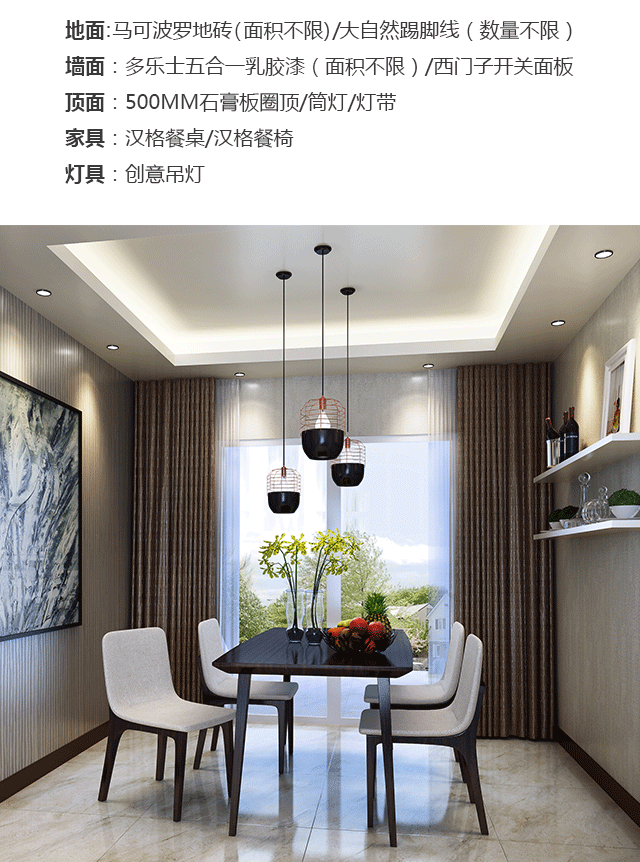 地面:马可波罗地砖(面积不限)/大自然踢脚线（数量不限）
墙面：多乐士五合一乳胶漆（面积不限）/西门子开关面板
顶面：500MM石膏板圈顶/筒灯/灯带
家具：汉格餐桌/汉格餐椅
灯具：创意吊灯